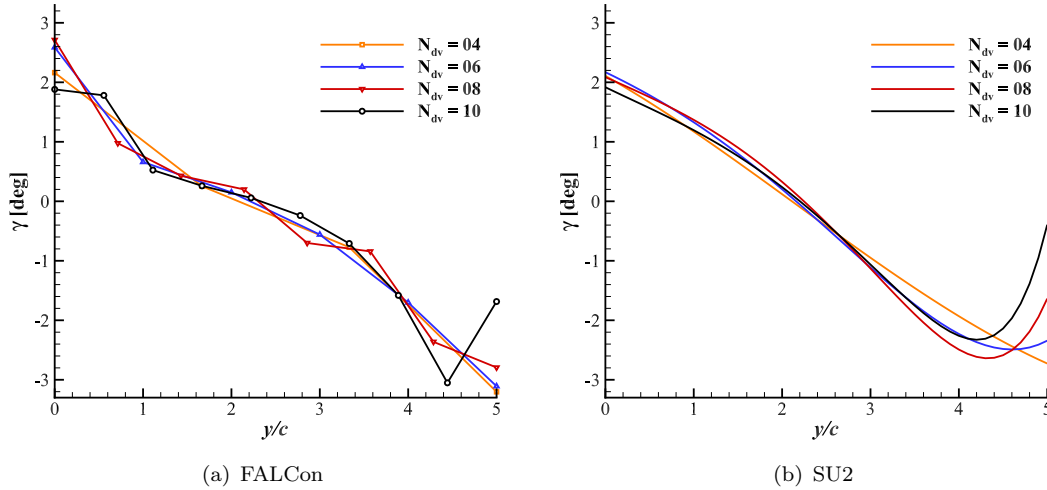 3
2
1
0
-1
-2
-3
γ [deg]
0
1
2
3
4
5
y/c
N_dv = 04
N_dv = 06
N_dv = 08
N_dv = 10
(a) FALCon
3
2
1
0
-1
-2
-3
γ [deg]
0
1
2
3
4
5
y/c
N_dv = 04
N_dv = 06
N_dv = 08
N_dv = 10
(b) SU2